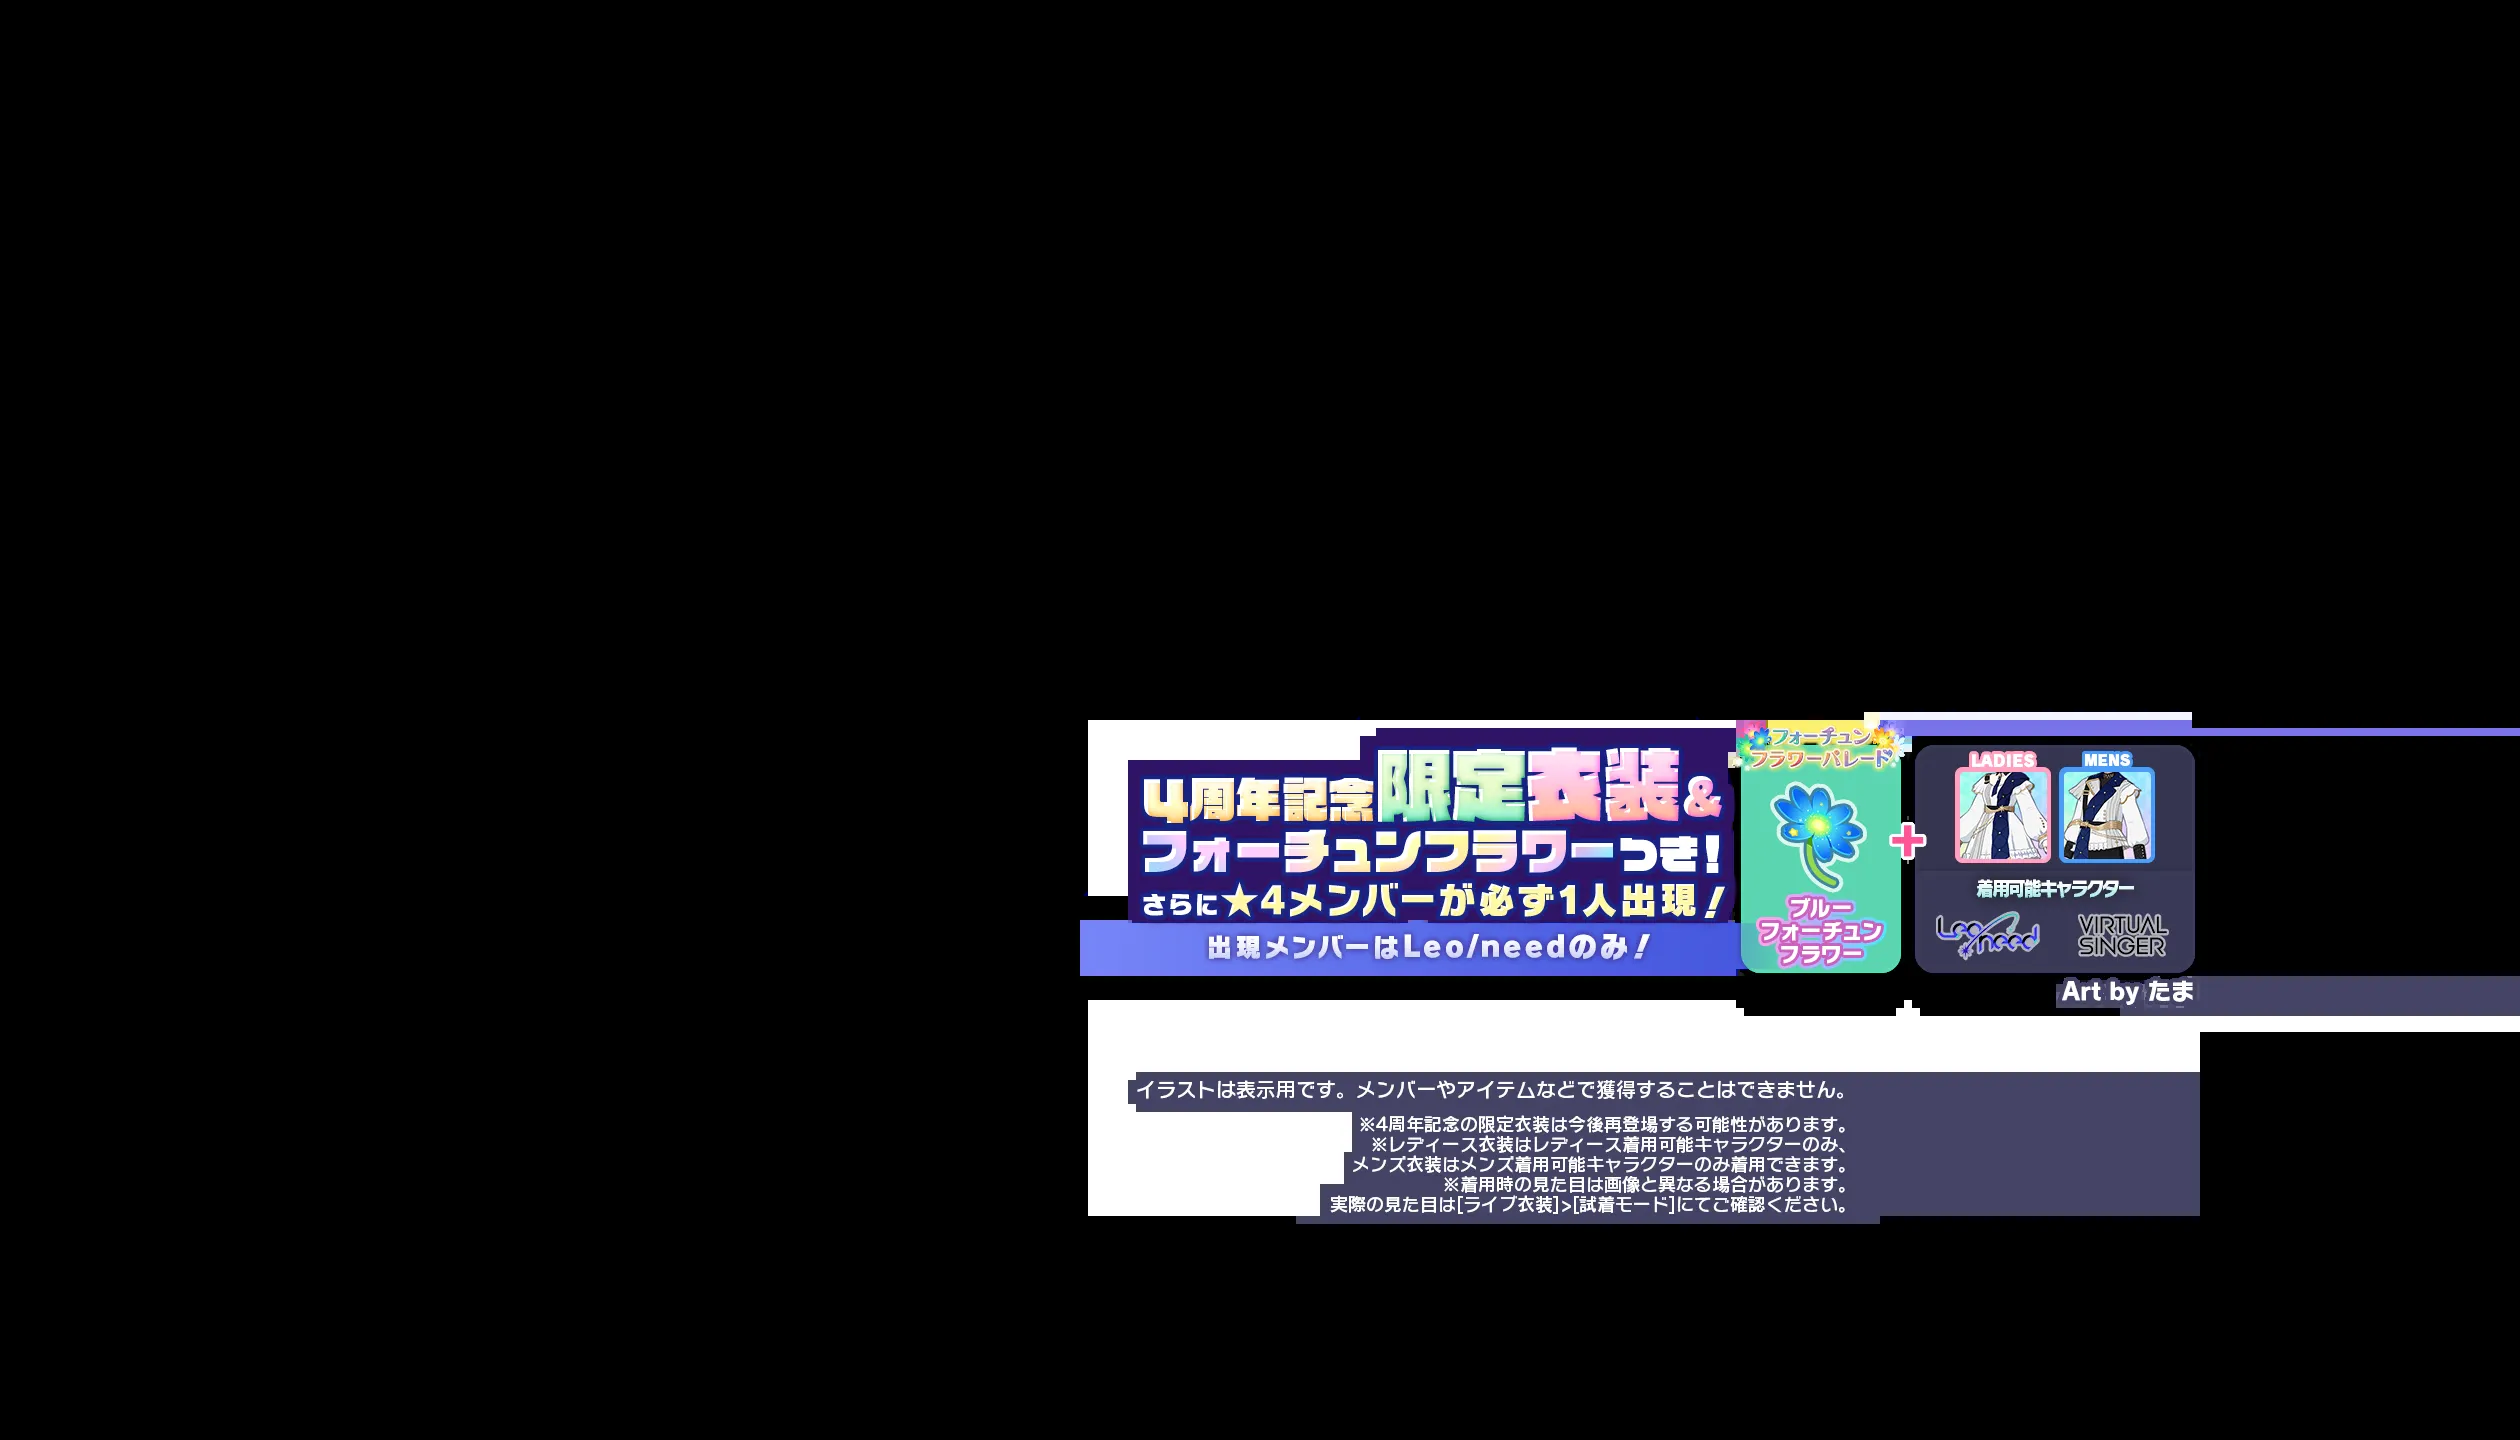 4周年記念限定衣装&
フォーチュンフラワーつき!
さらに★4メンバーが必ず1人出現!
出現メンバーはLeo/needのみ!
フォーチュン
フラワーパレード
ブルー
フォーチュン
フラワー
+
LADIES MENS
着用可能キャラクター
Leo/need VIRTUAL SINGER
Art by たま
イラストは表示用です。メンバーやアイテムなどで獲得することはできません。
※4周年記念の限定衣装は今後再登場する可能性があります。
※レディース衣装はレディース着用可能キャラクターのみ、
メンズ衣装はメンズ着用可能キャラクターのみ着用できます。
※着用時の見た目は画像と異なる場合があります。
実際の見た目は[ライブ衣装]>[試着モード]にてご確認ください。